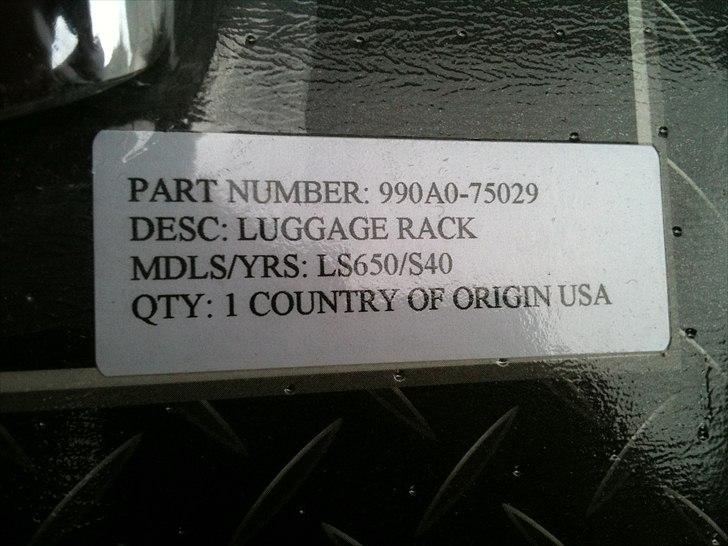 PART NUMBER: 990A0-75029
DESC: LUGGAGE RACK
MDLS/YRS: LS650/S40
QTY: 1 COUNTRY OF ORIGIN USA